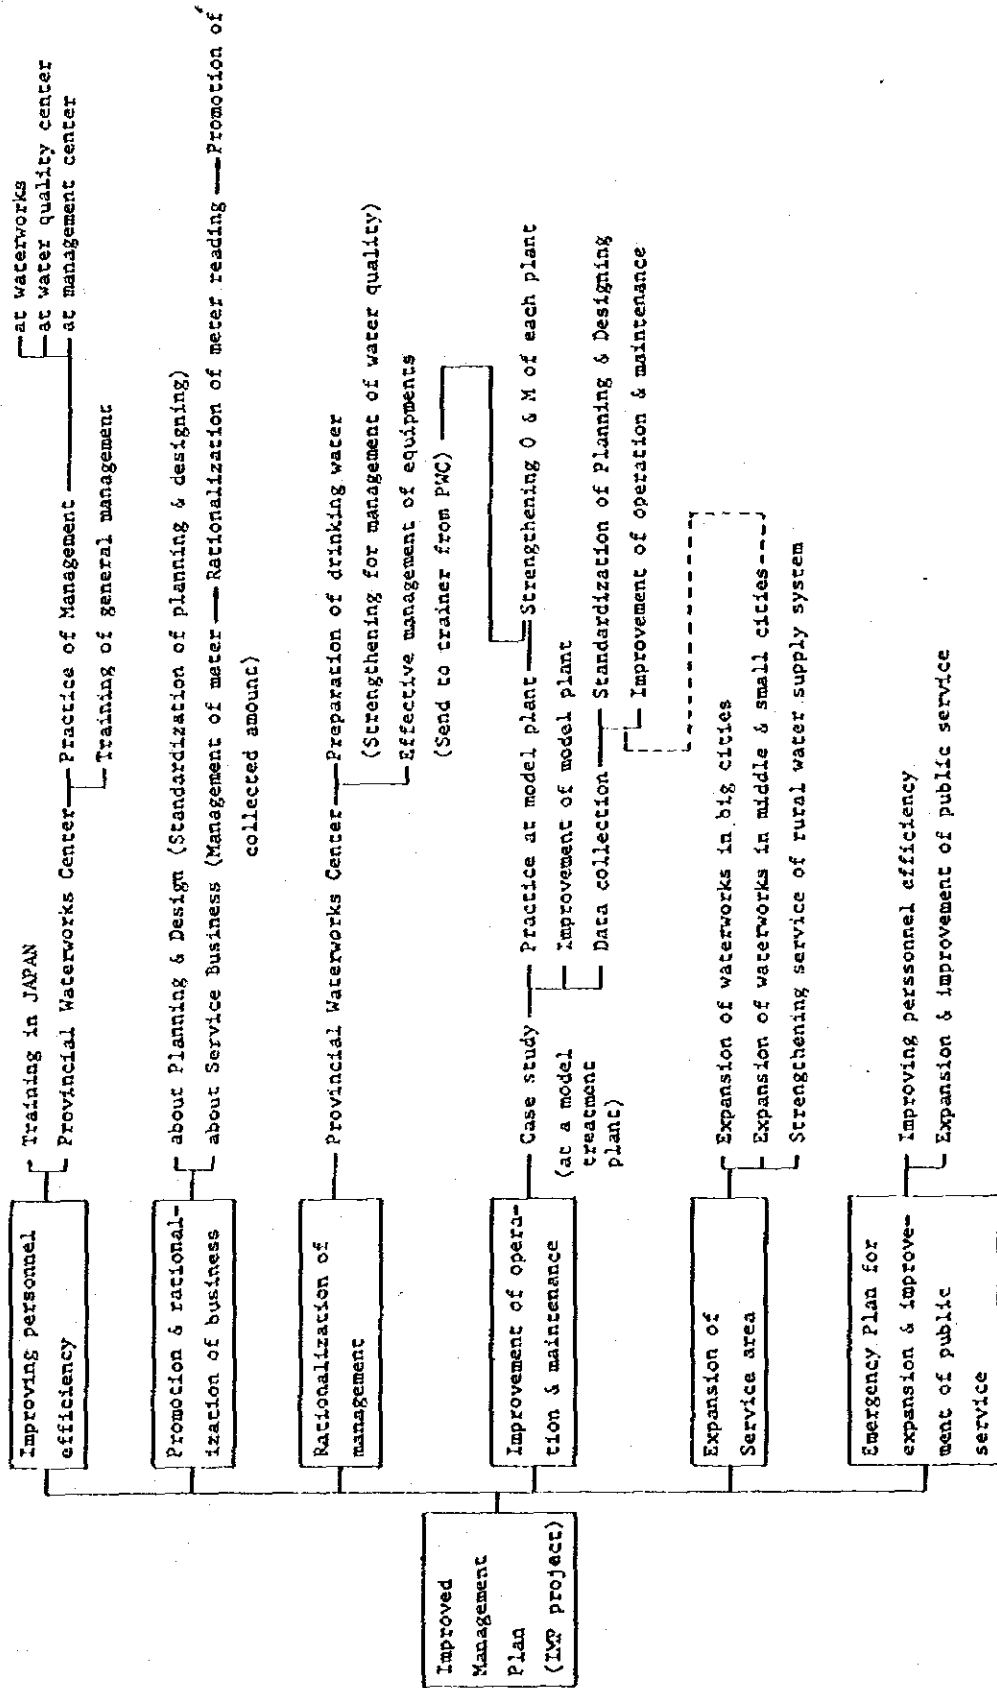 Improved
Management
Plan
(IMP project)
Improving personnel
efficiency
Training in JAPAN
Provincial Waterworks Center
Practice of Management
at waterworks
at water quality center
at management center
Training of general management
Promotion & rational-
ization of business
about Planning & Design (Standardization of planning & designing)
about Service Business (Management of meter — Rationalization of meter reading — Promotion of
collected amount)
Rationalization of
management
Provincial Waterworks Center
Preparation of drinking water
(Strengthening for management of water quality)
Effective management of equipments
(Send to trainer from PWC)
Improvement of opera-
tion & maintenance
Case study
(at a model
treatment
plant)
Practice at model plant
Strengthening O & M of each plant
Improvement of model plant
Data collection
Standardization of Planning & Designing
Improvement of operation & maintenance
Expansion of
Service area
Expansion of waterworks in big cities
Expansion of waterworks in middle & small cities
Strengthening service of rural water supply system
Emergency Plan for
expansion & improve-
ment of public
service
Improving perssonnel efficiency
Expansion & improvement of public service